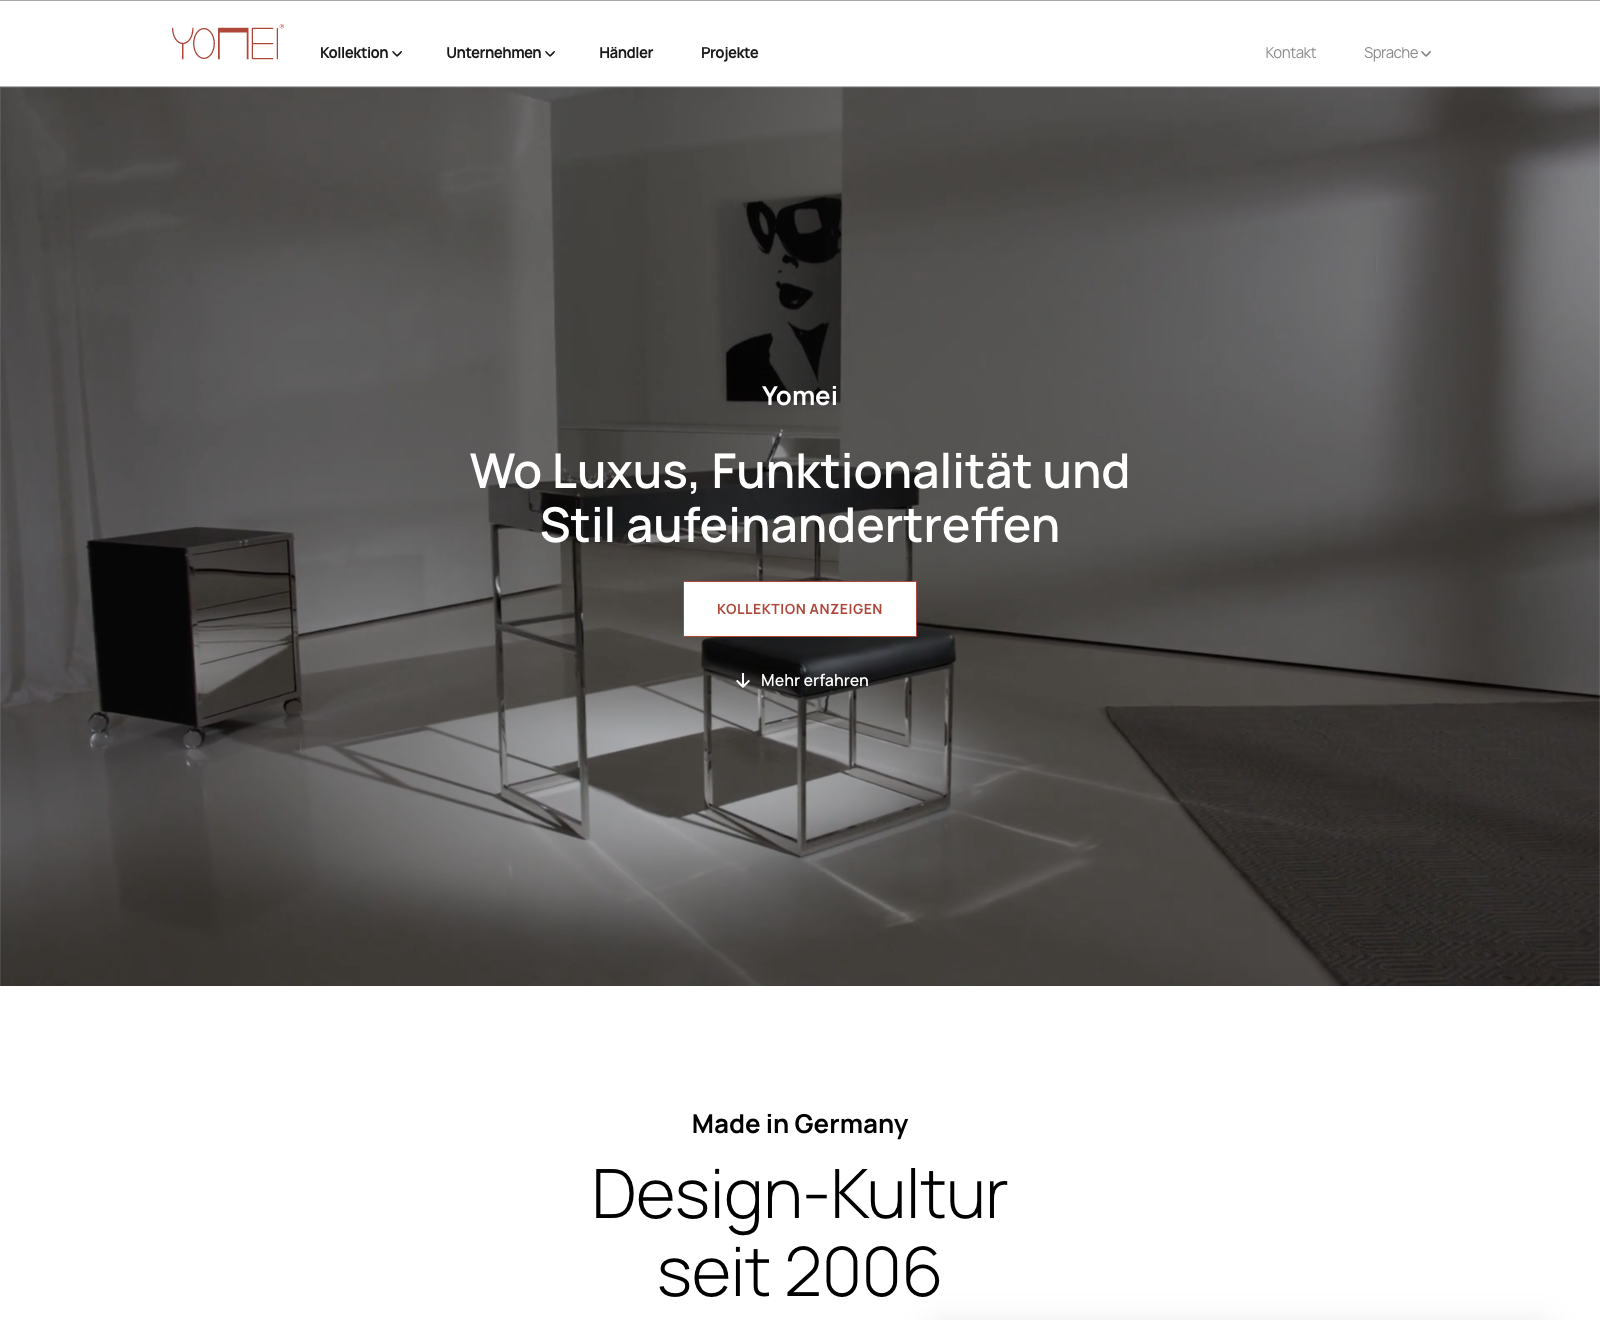 YOMEI®
Kollektion
Unternehmen
Händler
Projekte
Kontakt
Sprache
Yomei
Wo Luxus, Funktionalität und
Stil aufeinandertreffen
KOLLEKTION ANZEIGEN
Mehr erfahren
Made in Germany
Design-Kultur
seit 2006